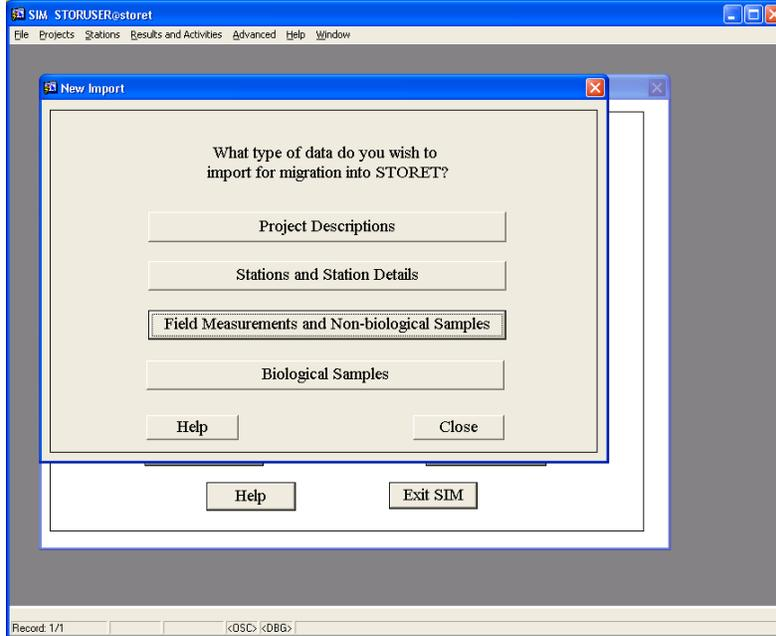 SIM STORUSER@storet
File Projects Stations Results and Activities Advanced Help Window
New Import
What type of data do you wish to
import for migration into STORET?
Project Descriptions
Stations and Station Details
Field Measurements and Non-biological Samples
Biological Samples
Help Close
Help Exit SIM
Record: 1/1 <OSC> <DBG>